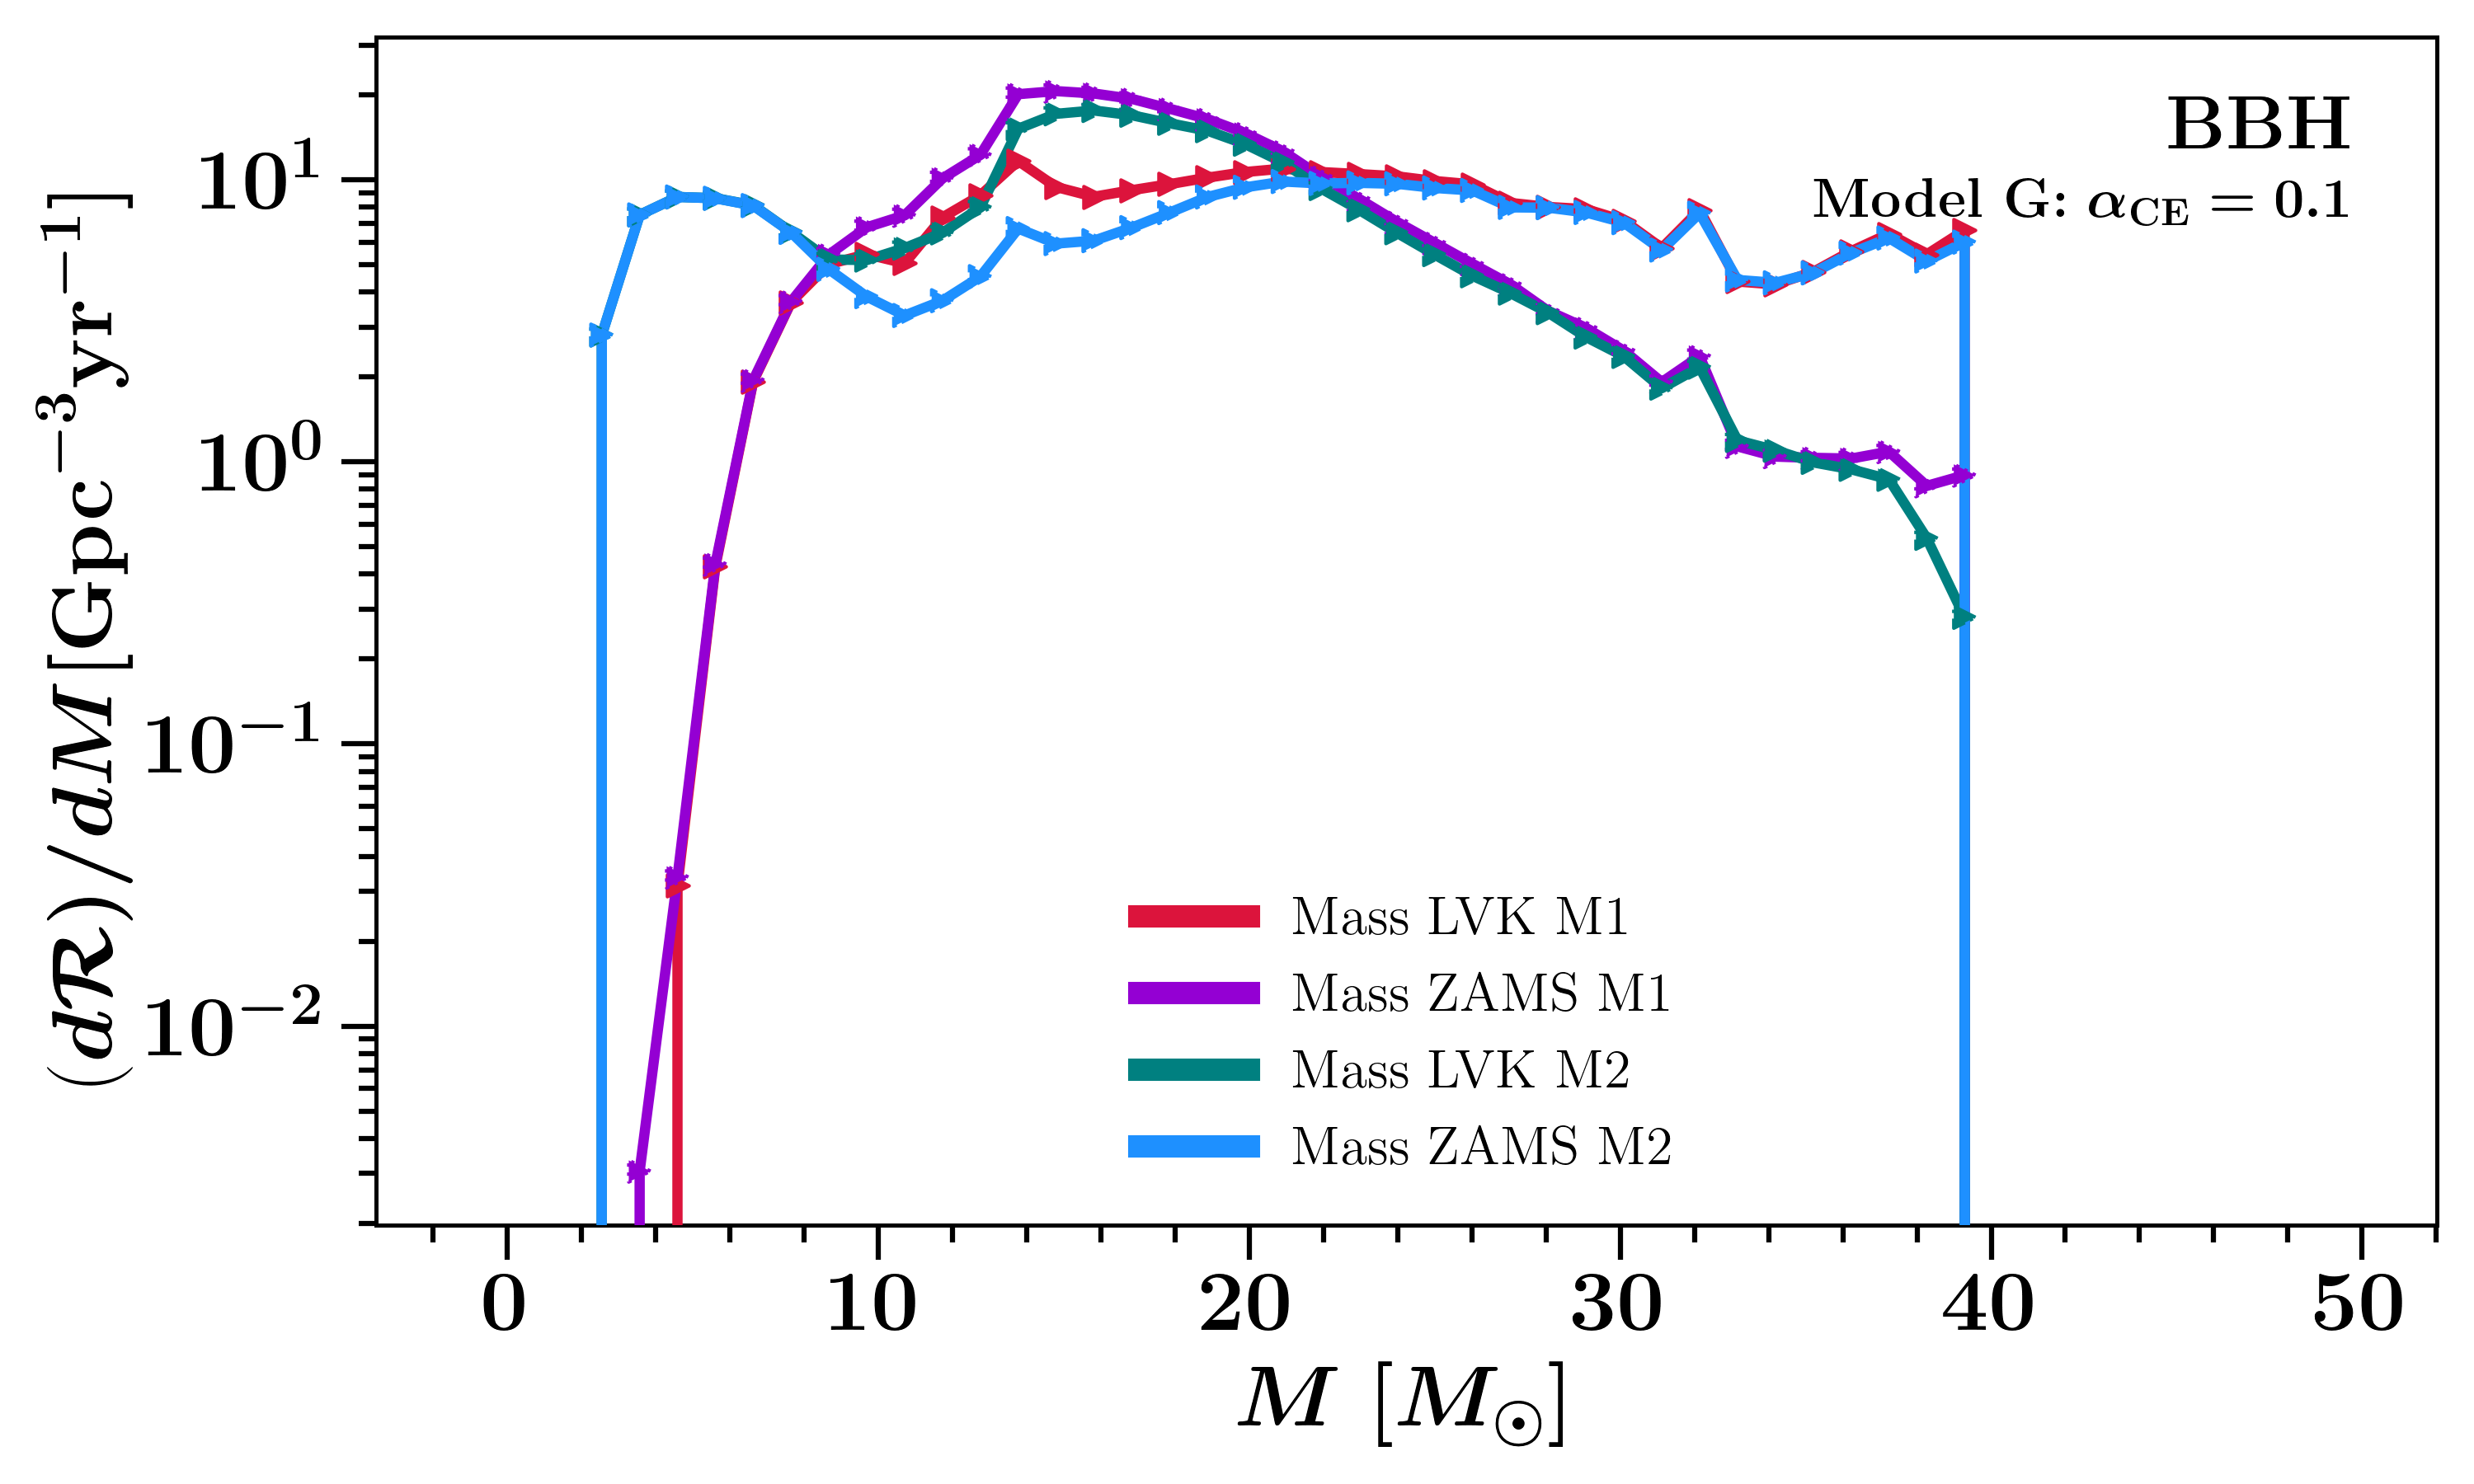 BBH
Model G: α_CE = 0.1
(dR)/dM[Gpc⁻³yr⁻¹]
10¹
10⁰
10⁻¹
10⁻²
Mass LVK M1
Mass ZAMS M1
Mass LVK M2
Mass ZAMS M2
0 10 20 30 40 50
M [M⊙]